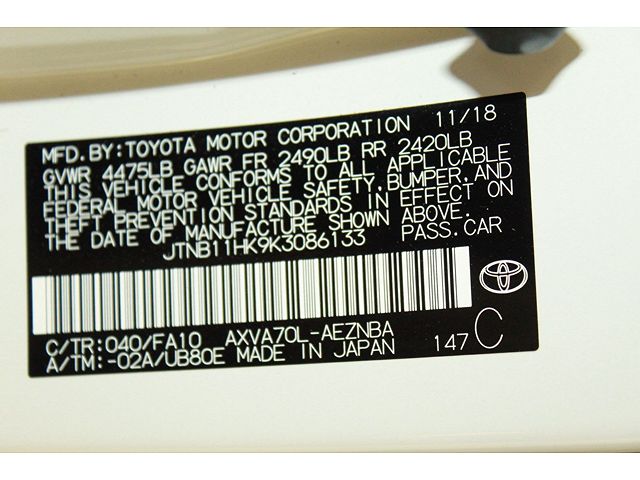 MFD.BY:TOYOTA MOTOR CORPORATION 11/18
GVWR 4475LB GAWR FR 2490LB RR 2420LB
THIS VEHICLE CONFORMS TO ALL APPLICABLE
FEDERAL MOTOR VEHICLE SAFETY,BUMPER,AND
THEFT PREVENTION STANDARDS IN EFFECT ON
THE DATE OF MANUFACTURE SHOWN ABOVE.
JTNB11HK9K3086133 PASS.CAR
C/TR:040/FA10 AXVA70L-AEZNBA
A/TM:-02A/UB80E MADE IN JAPAN 147 C